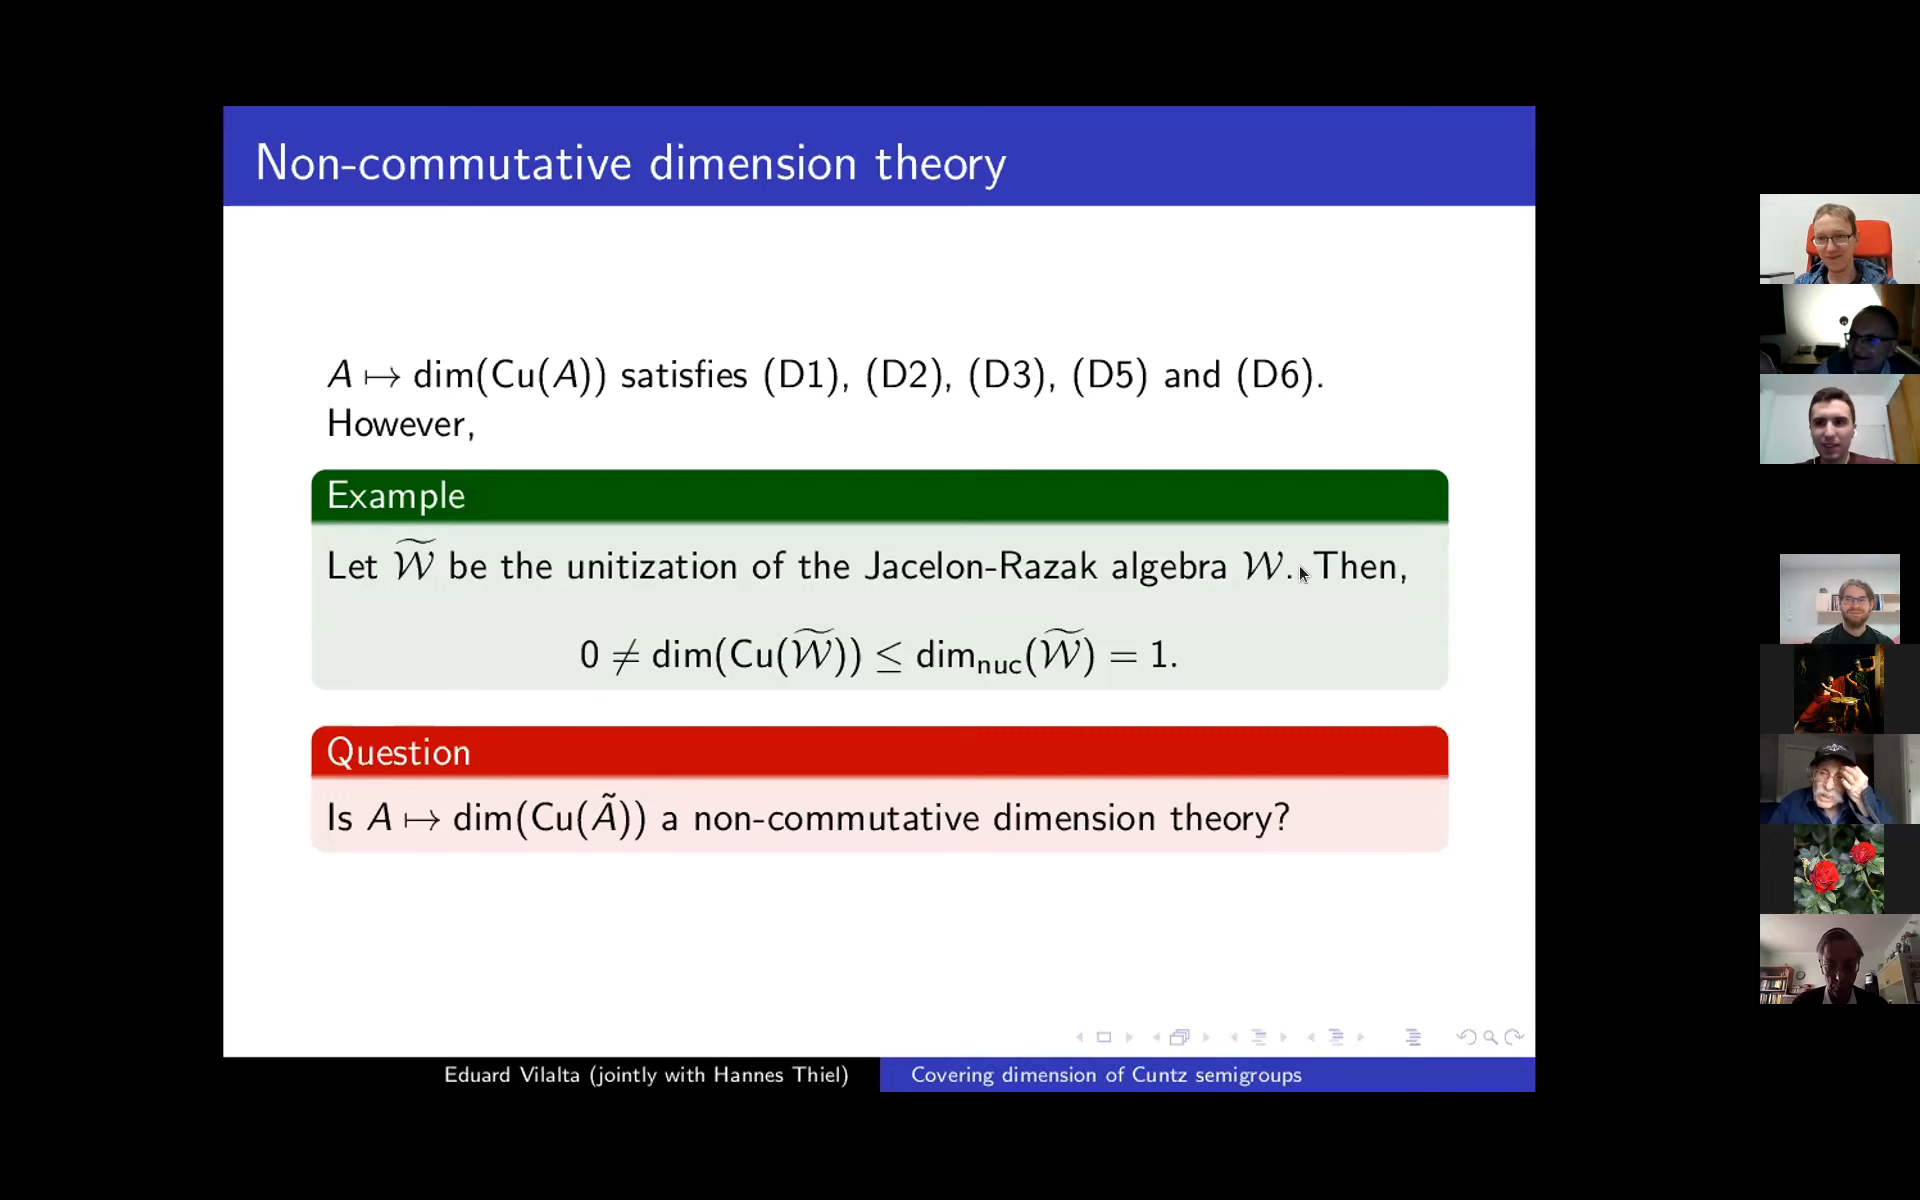 Non-commutative dimension theory
A ↦ dim(Cu(A)) satisfies (D1), (D2), (D3), (D5) and (D6).
However,
Example
Let 𝒲̃ be the unitization of the Jacelon-Razak algebra 𝒲. Then,
0 ≠ dim(Cu(𝒲̃)) ≤ dim_nuc(𝒲̃) = 1.
Question
Is A ↦ dim(Cu(Ã)) a non-commutative dimension theory?
Eduard Vilalta (jointly with Hannes Thiel)
Covering dimension of Cuntz semigroups